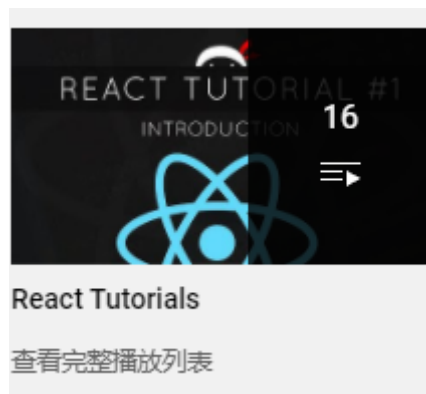 REACT TUTORIAL #1
INTRODUCTION
16
React Tutorials
查看完整播放列表